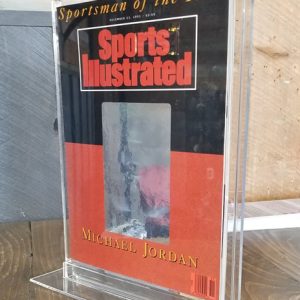 Sportsman of the
Sports
Illustrated
MICHAEL JORDAN